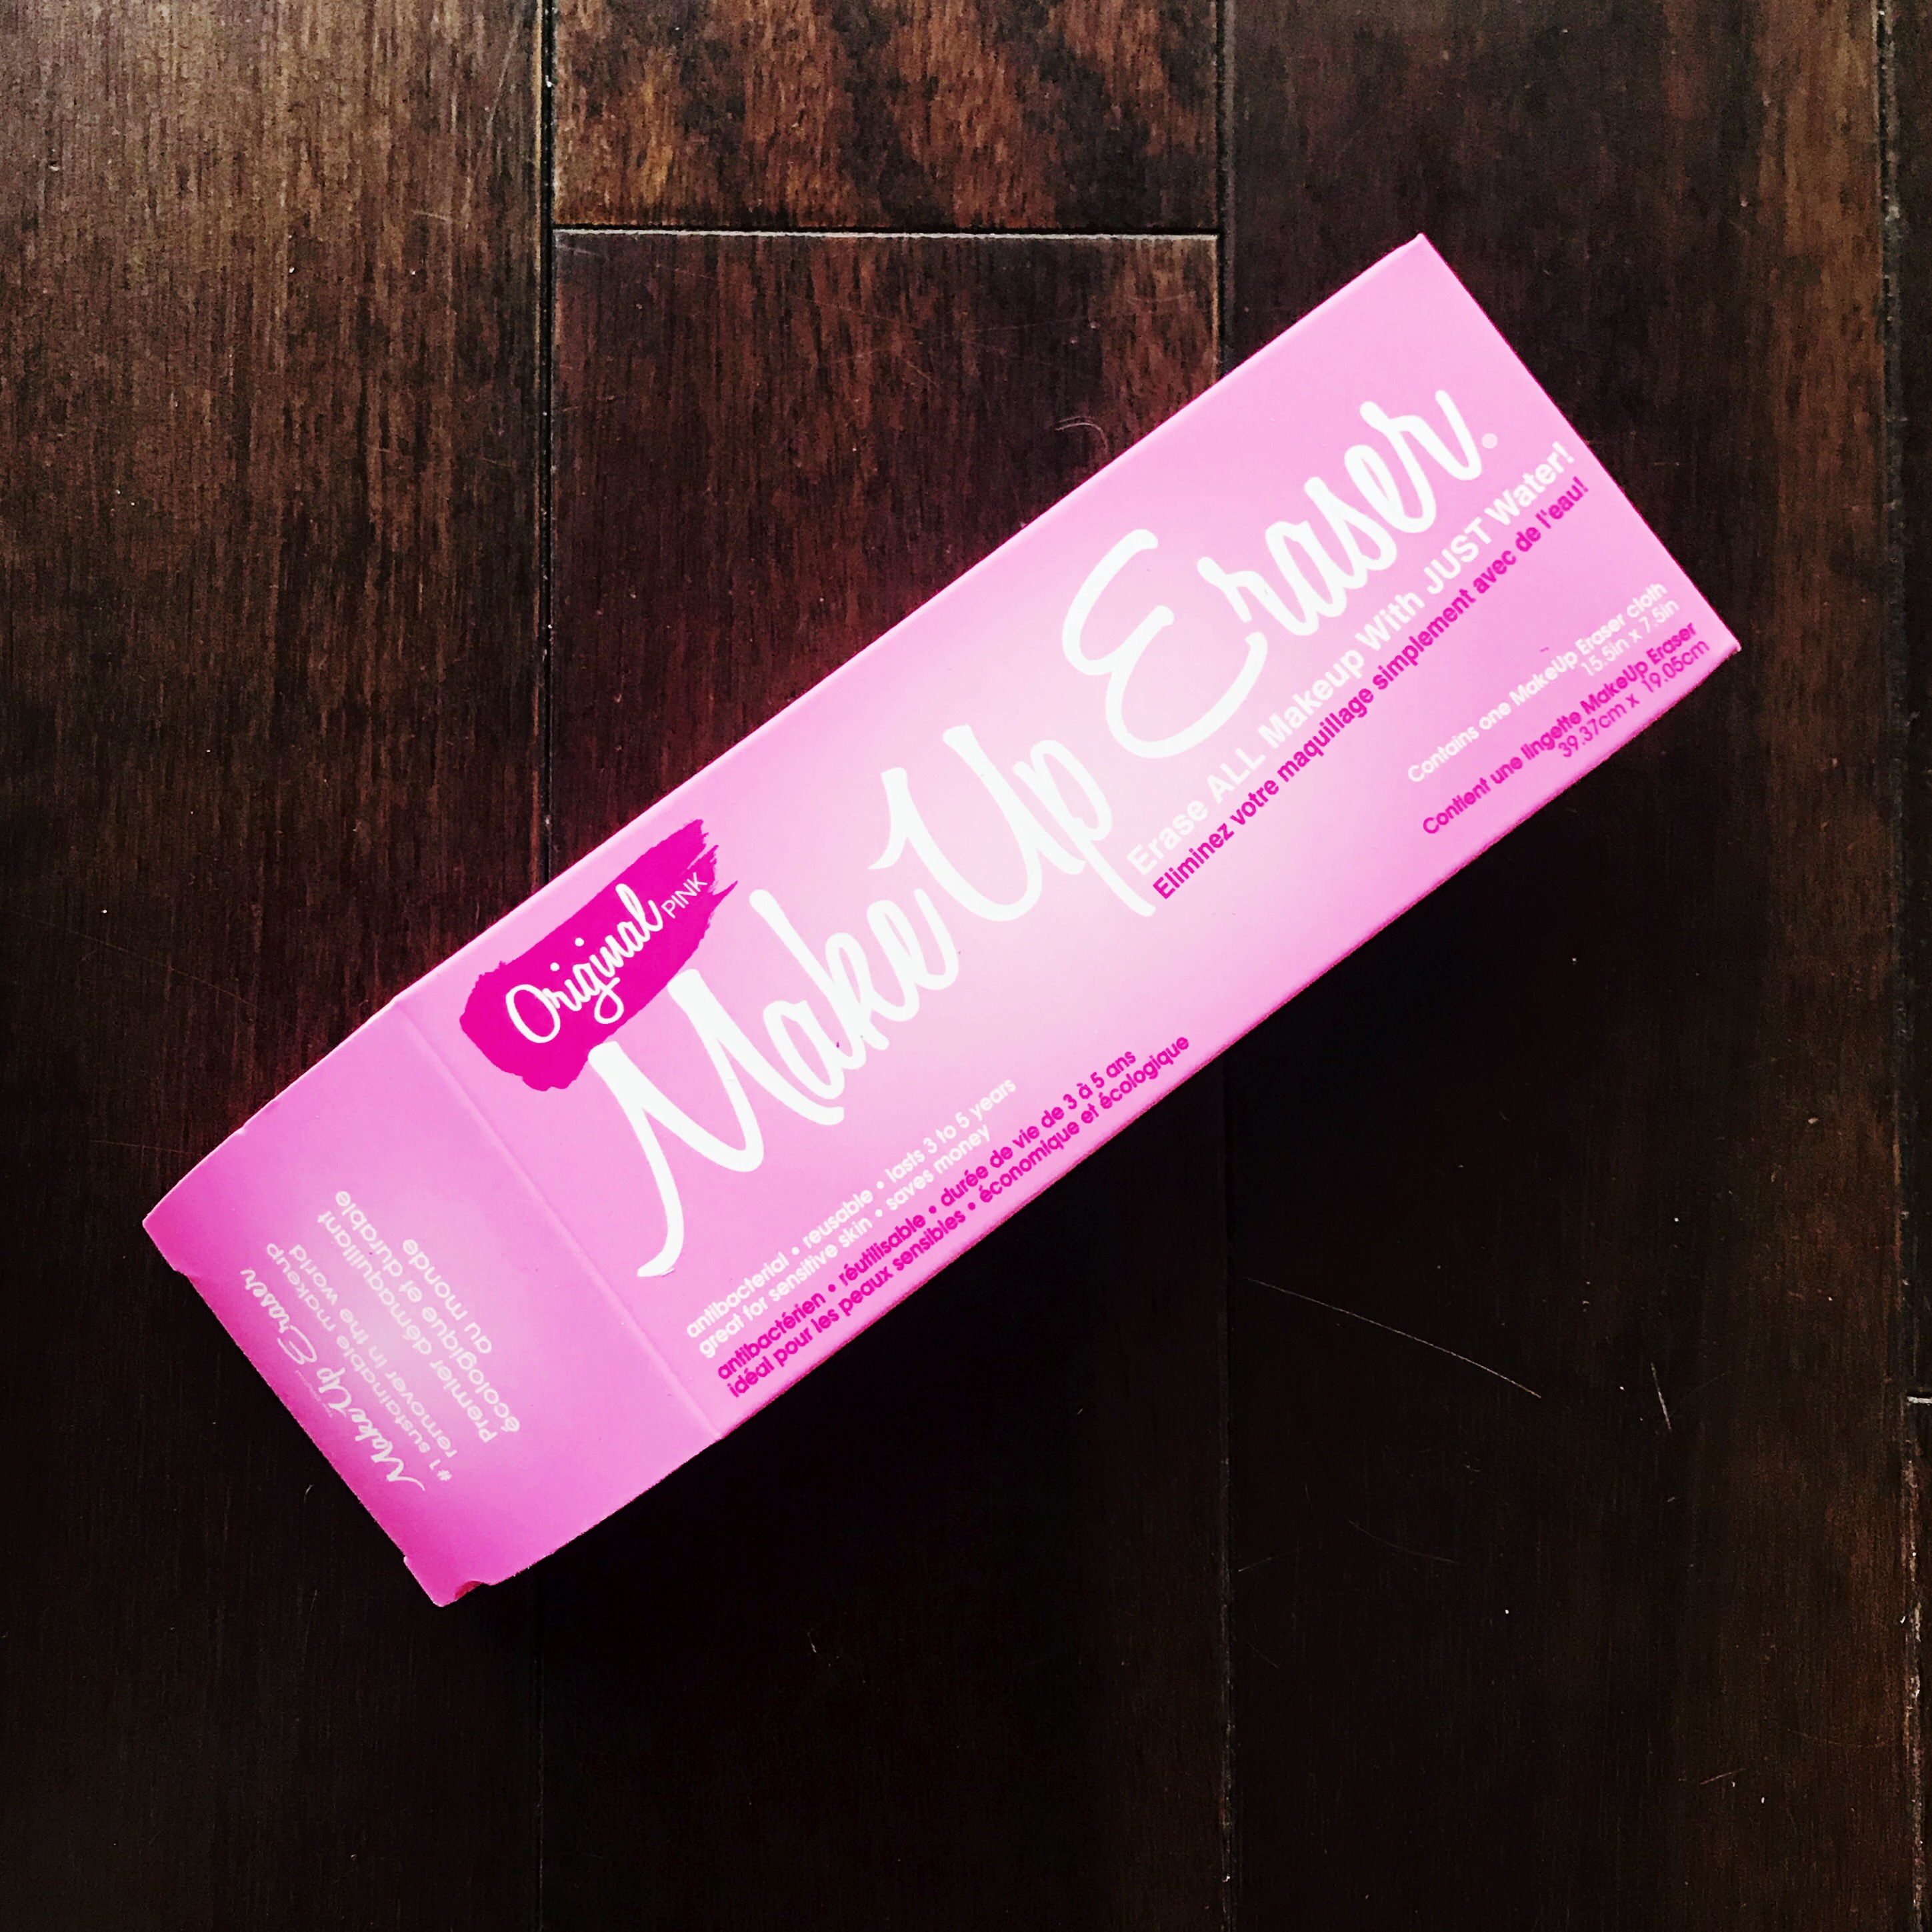 Original PINK
MakeUp Eraser®
Erase ALL Makeup With JUST Water!
Eliminez votre maquillage simplement avec de l'eau!
antibacterial • reusable • lasts 3 to 5 years
great for sensitive skin • saves money
antibactérien • réutilisable • durée de vie de 3 à 5 ans
idéal pour les peaux sensibles • économique et écologique
Contains one MakeUp Eraser cloth
15.5in x 7.5in
Contient une lingette MakeUp Eraser
39.37cm x 19.05cm
MakeUp Eraser
#1 sustainable makeup
remover in the world
Premier démaquillant
écologique et durable
au monde